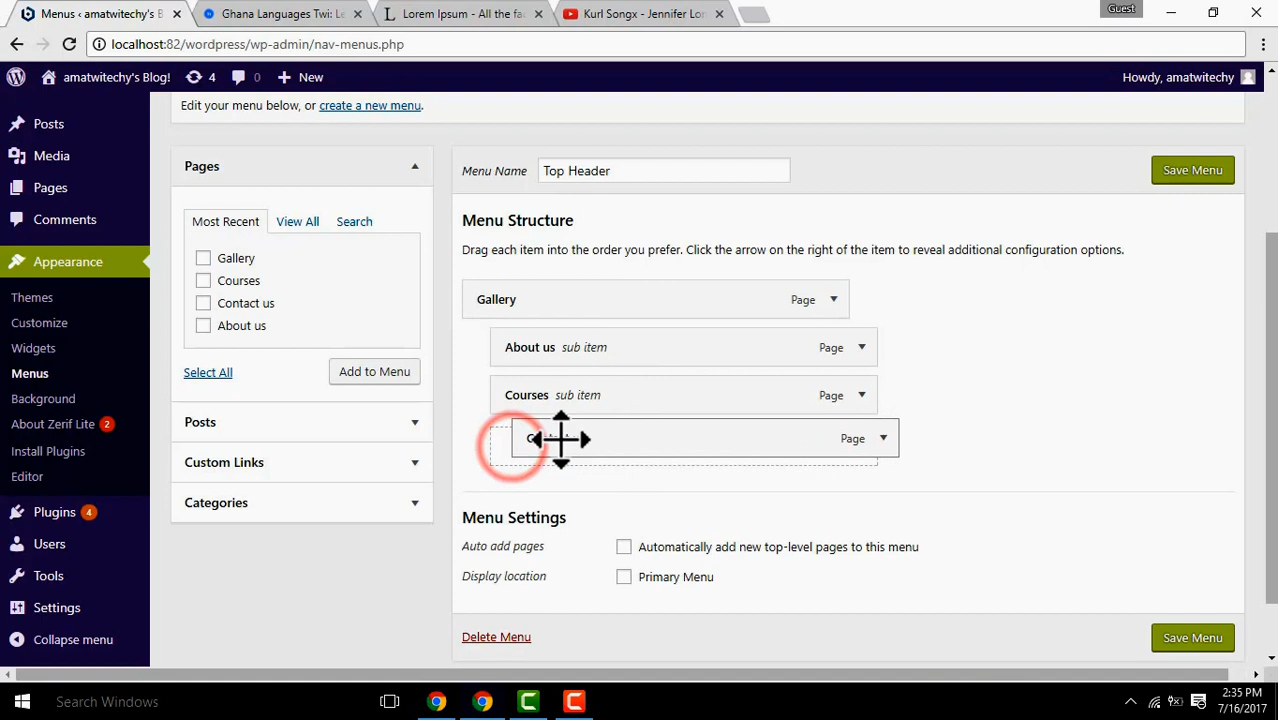 Menus ‹ amatwitechy's B
Ghana Languages Twi: Le
Lorem Ipsum - All the fa
Kurl Songx - Jennifer Lo
Guest
localhost:82/wordpress/wp-admin/nav-menus.php
amatwitechy's Blog! 4 0 New Howdy, amatwitechy
Posts
Media
Pages
Comments
Appearance
Themes
Customize
Widgets
Menus
Background
About Zerif Lite 2
Install Plugins
Editor
Plugins 4
Users
Tools
Settings
Collapse menu
Edit your menu below, or create a new menu.
Pages
Most Recent View All Search
Gallery
Courses
Contact us
About us
Select All Add to Menu
Posts
Custom Links
Categories
Menu Name Top Header Save Menu
Menu Structure
Drag each item into the order you prefer. Click the arrow on the right of the item to reveal additional configuration options.
Gallery Page
About us sub item Page
Courses sub item Page
Page
Menu Settings
Auto add pages Automatically add new top-level pages to this menu
Display location Primary Menu
Delete Menu Save Menu
Search Windows
2:35 PM
7/16/2017